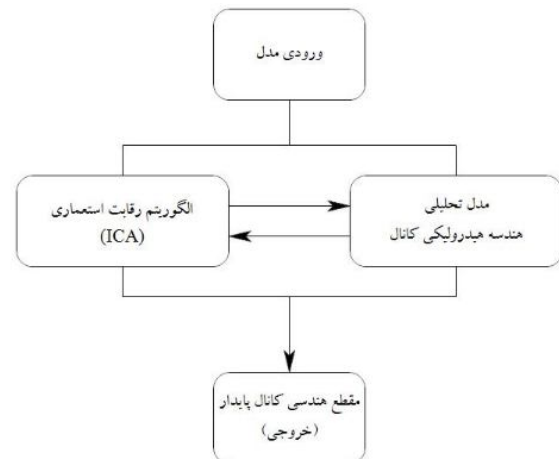 ورودی مدل
الگوریتم رقابت استعماری
(ICA)
مدل تحلیلی
هندسه هیدرولیکی کانال
مقطع هندسی کانال پایدار
(خروجی)